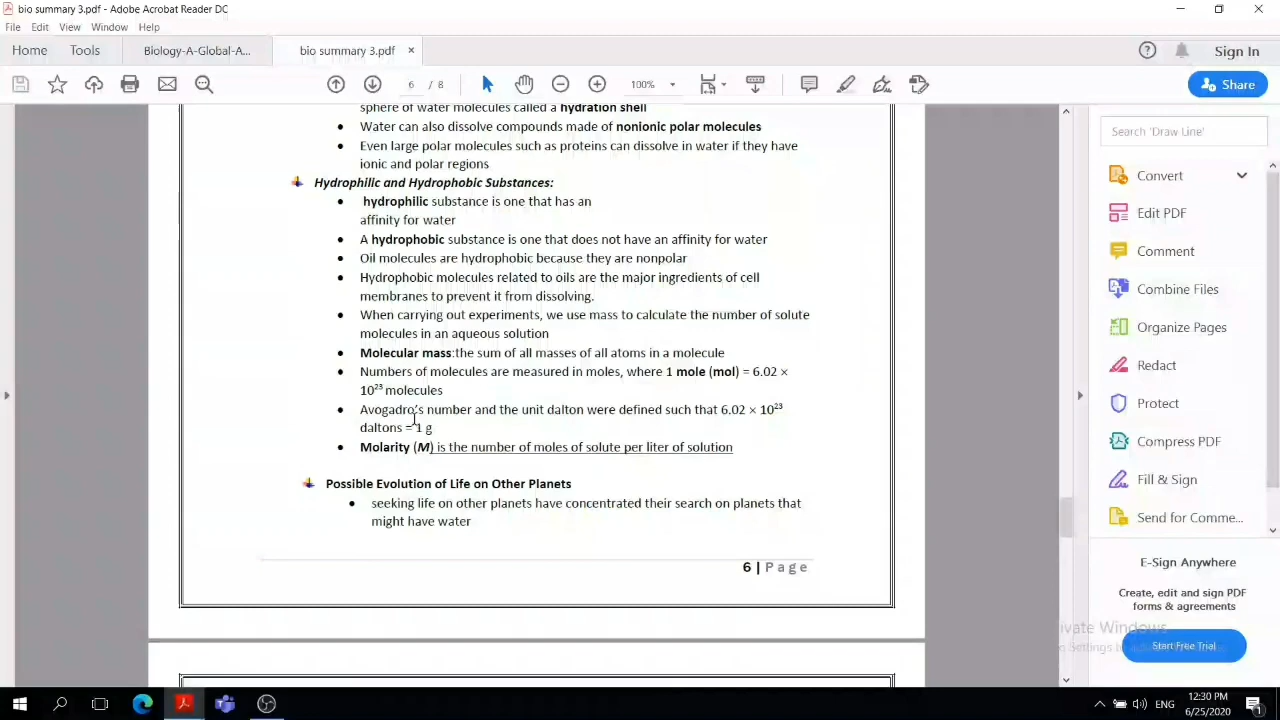 bio summary 3.pdf - Adobe Acrobat Reader DC
File Edit View Window Help
Home Tools Biology-A-Global-A... bio summary 3.pdf × Sign In
6 / 8 100% Share
sphere of water molecules called a hydration shell
• Water can also dissolve compounds made of nonionic polar molecules
• Even large polar molecules such as proteins can dissolve in water if they have
ionic and polar regions
Hydrophilic and Hydrophobic Substances:
• hydrophilic substance is one that has an
affinity for water
• A hydrophobic substance is one that does not have an affinity for water
• Oil molecules are hydrophobic because they are nonpolar
• Hydrophobic molecules related to oils are the major ingredients of cell
membranes to prevent it from dissolving.
• When carrying out experiments, we use mass to calculate the number of solute
molecules in an aqueous solution
• Molecular mass:the sum of all masses of all atoms in a molecule
• Numbers of molecules are measured in moles, where 1 mole (mol) = 6.02 ×
10²³ molecules
• Avogadro's number and the unit dalton were defined such that 6.02 × 10²³
daltons = 1 g
• Molarity (M) is the number of moles of solute per liter of solution
Possible Evolution of Life on Other Planets
• seeking life on other planets have concentrated their search on planets that
might have water
6 | Page
Search 'Draw Line'
Convert
Edit PDF
Comment
Combine Files
Organize Pages
Redact
Protect
Compress PDF
Fill & Sign
Send for Comme...
E-Sign Anywhere
Create, edit and sign PDF
forms & agreements
Start Free Trial
12:30 PM
ENG
6/25/2020